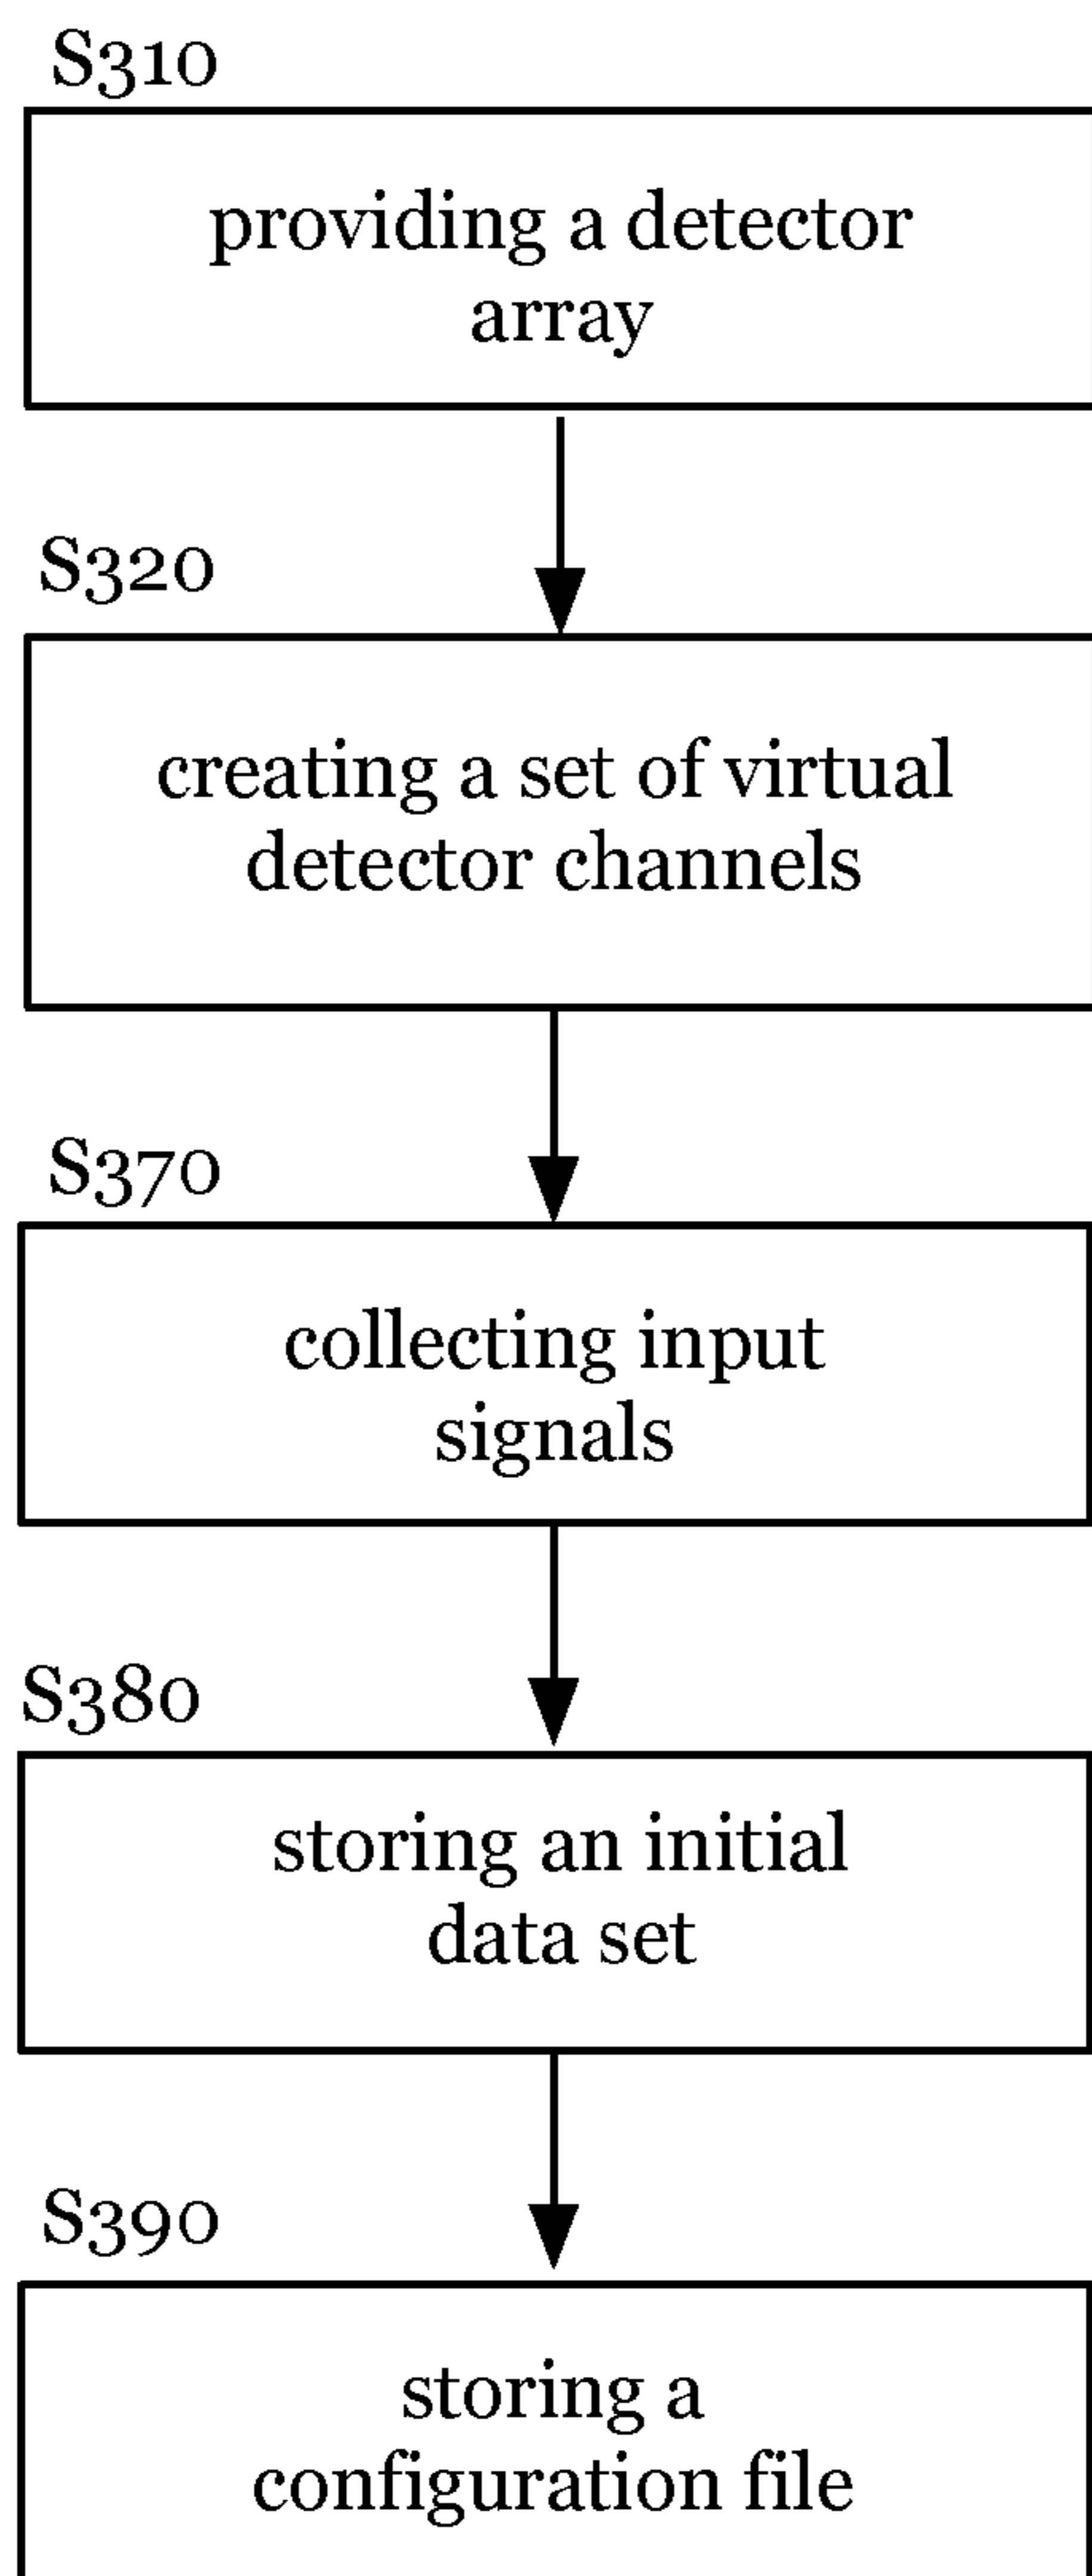 S310
providing a detector
array
S320
creating a set of virtual
detector channels
S370
collecting input
signals
S380
storing an initial
data set
S390
storing a
configuration file